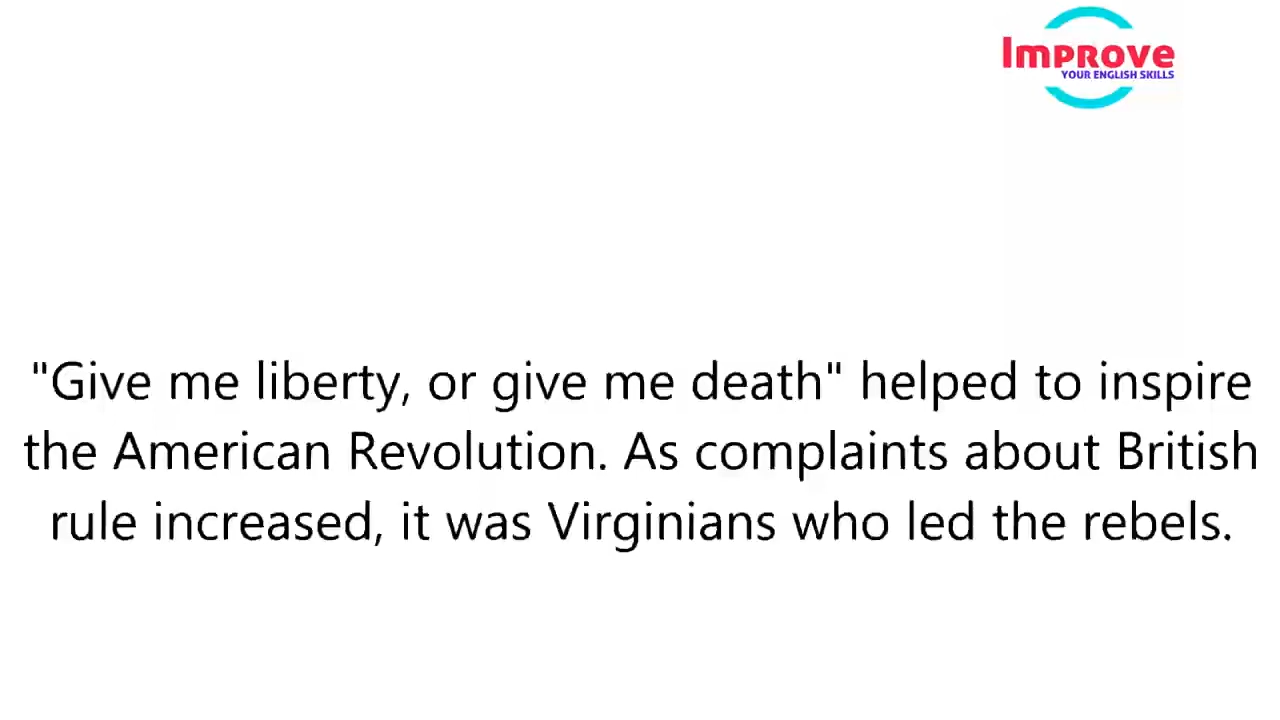 Improve
YOUR ENGLISH SKILLS
"Give me liberty, or give me death" helped to inspire
the American Revolution. As complaints about British
rule increased, it was Virginians who led the rebels.